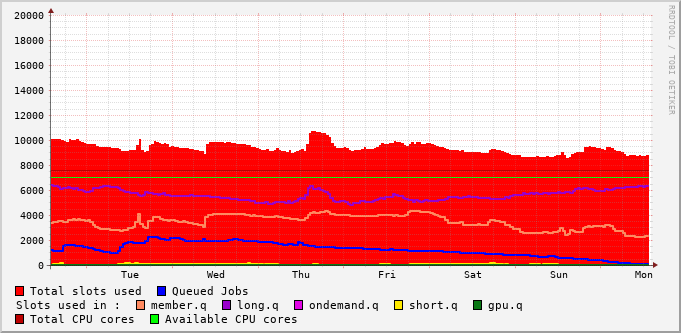 RRDTOOL / TOBI OETIKER
20000
18000
16000
14000
12000
10000
8000
6000
4000
2000
0
Tue Wed Thu Fri Sat Sun Mon
Total slots used Queued Jobs
Slots used in : member.q long.q ondemand.q short.q gpu.q
Total CPU cores Available CPU cores